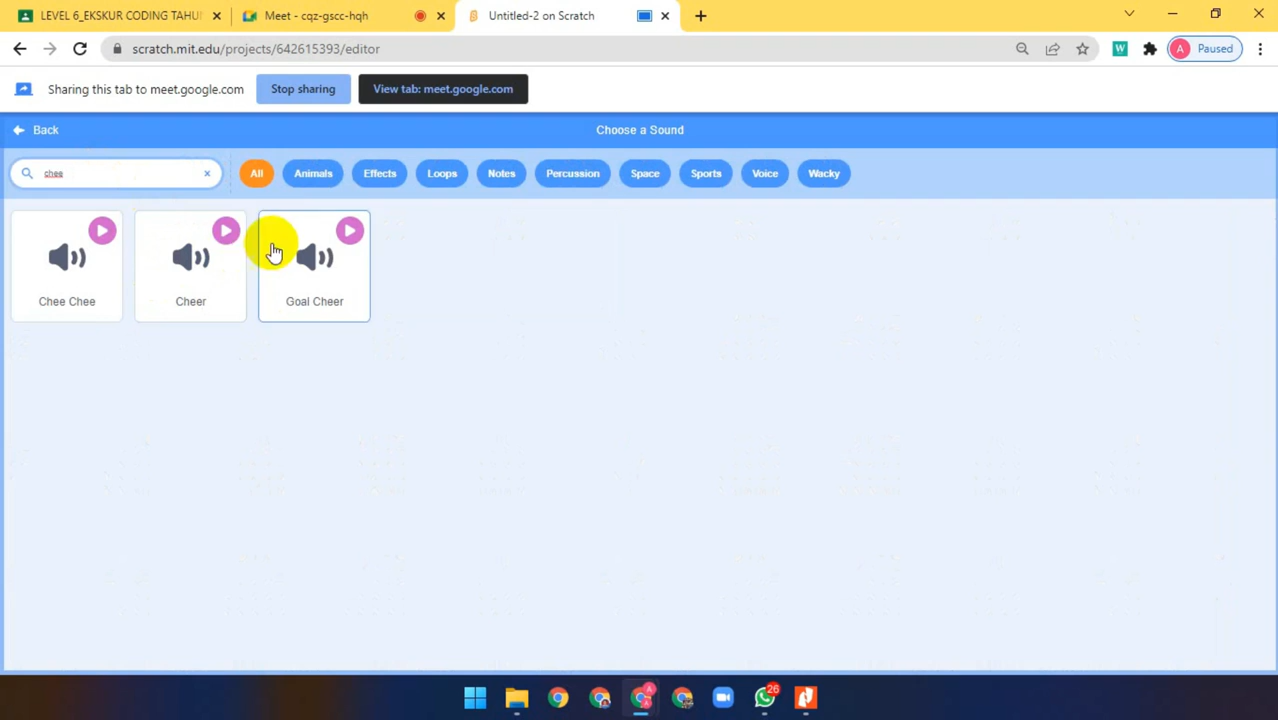 LEVEL 6_EKSKUR CODING TAHU
Meet - cqz-gscc-hqh
Untitled-2 on Scratch
scratch.mit.edu/projects/642615393/editor
W
A
Paused
Sharing this tab to meet.google.com
Stop sharing
View tab: meet.google.com
Back
Choose a Sound
chee
All
Animals
Effects
Loops
Notes
Percussion
Space
Sports
Voice
Wacky
Chee Chee
Cheer
Goal Cheer
26